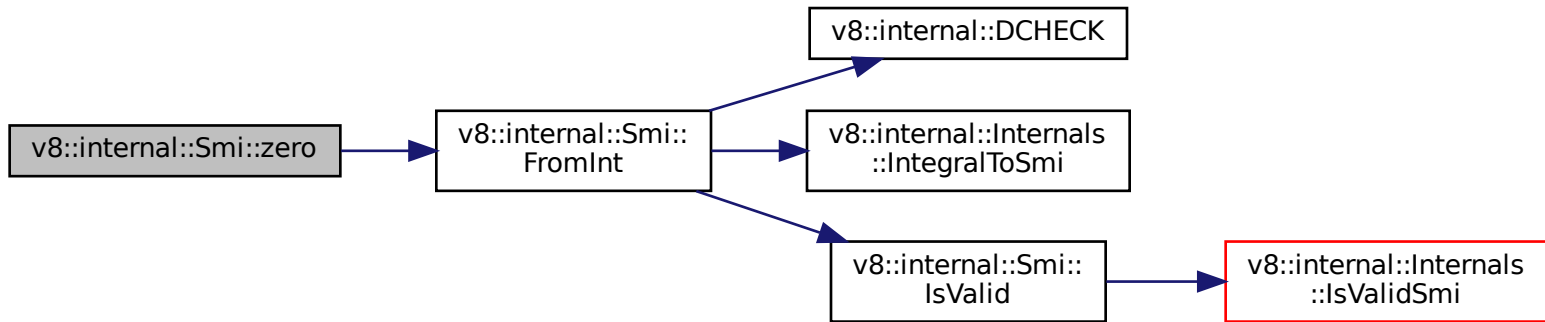 v8::internal::Smi::zero
v8::internal::Smi::
FromInt
v8::internal::DCHECK
v8::internal::Internals
::IntegralToSmi
v8::internal::Smi::
IsValid
v8::internal::Internals
::IsValidSmi